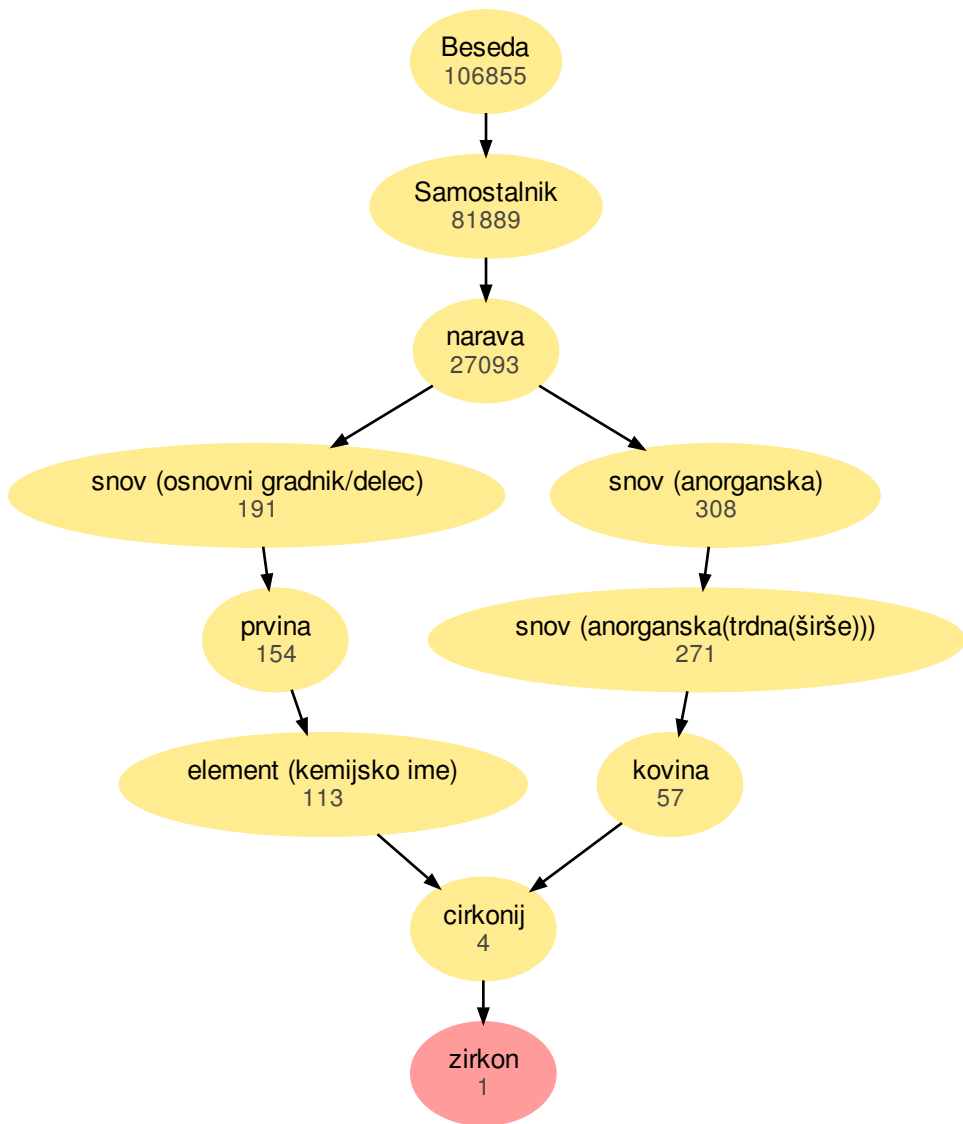 Beseda
106855
Samostalnik
81889
narava
27093
snov (osnovni gradnik/delec)
191
snov (anorganska)
308
prvina
154
snov (anorganska(trdna(širše)))
271
element (kemijsko ime)
113
kovina
57
cirkonij
4
zirkon
1